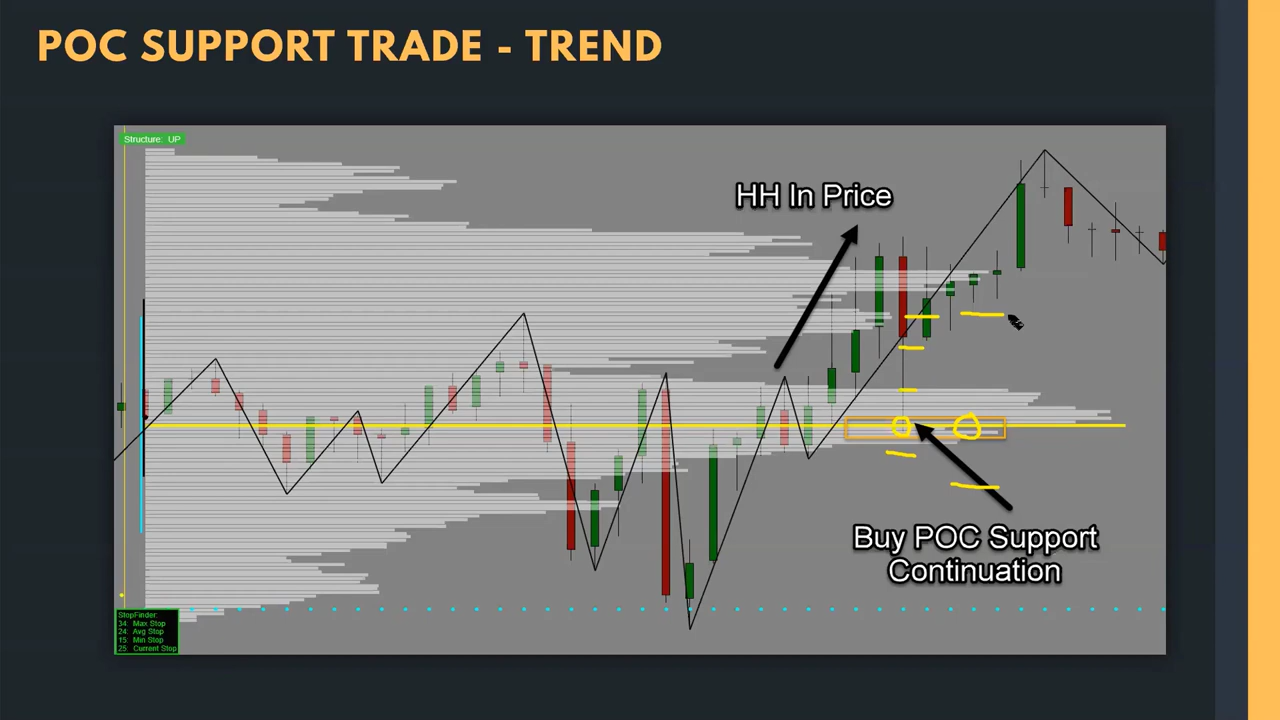 POC SUPPORT TRADE - TREND
Structure: UP
HH In Price
Buy POC Support
Continuation
StopFinder:
34: Max Stop
24: Avg Stop
15: Min Stop
25: Current Stop